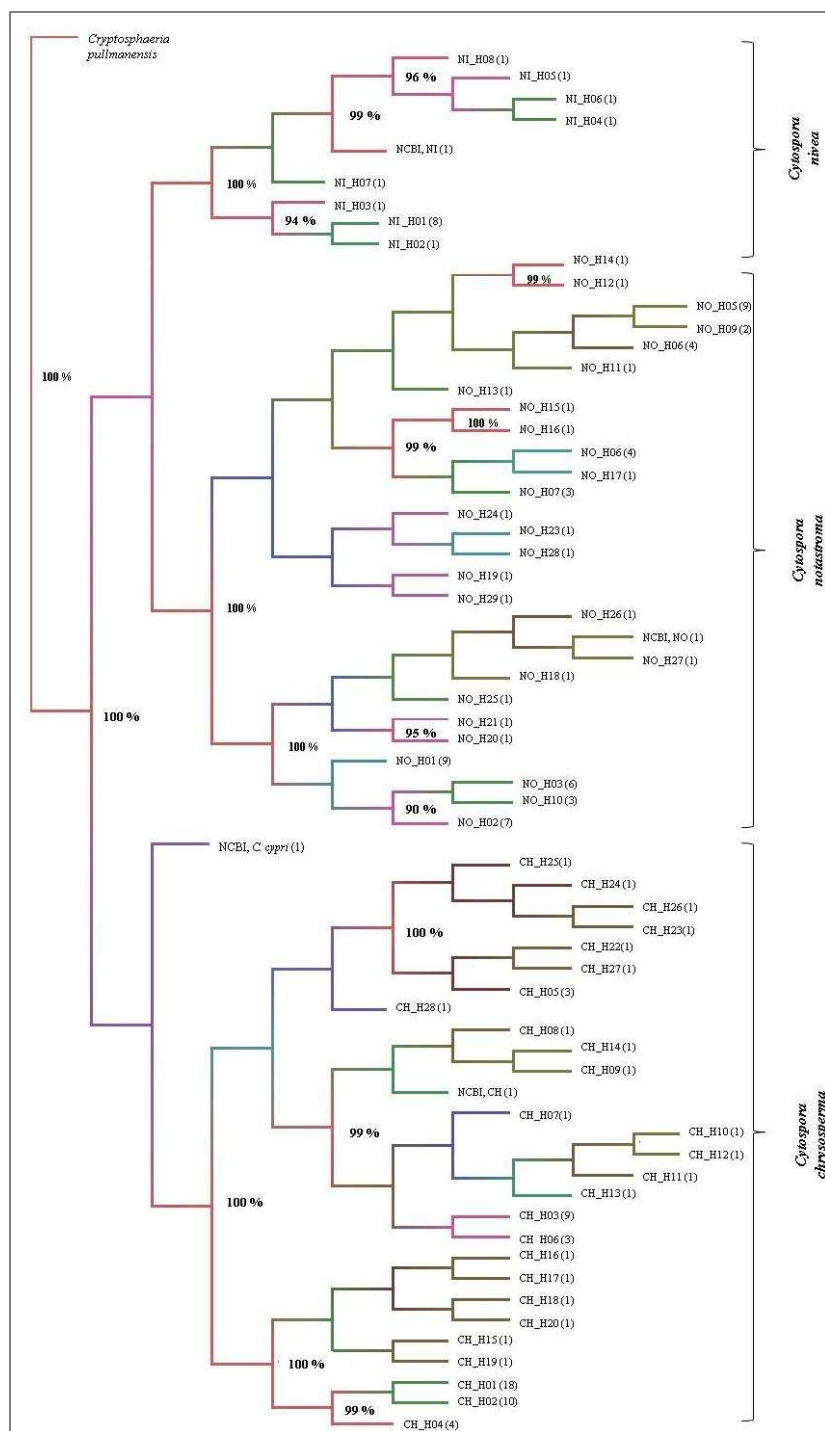 Cryptosphaeria
pullmanensis
NI_H08 (1)
96 %
NI_H05 (1)
NI_H06 (1)
99 %
NI_H04 (1)
NCBI, NI (1)
100 %
NI_H07 (1)
NI_H03 (1)
94 %
NI_H01 (8)
NI_H02 (1)
Cytospora
nivea
NO_H14 (1)
99 %
NO_H12 (1)
NO_H05 (9)
NO_H09 (2)
NO_H06 (4)
NO_H11 (1)
100 %
NO_H13 (1)
NO_H15 (1)
100 %
NO_H16 (1)
99 %
NO_H06 (4)
NO_H17 (1)
NO_H07 (3)
NO_H24 (1)
NO_H23 (1)
NO_H28 (1)
NO_H19 (1)
NO_H29 (1)
100 %
NO_H26 (1)
NCBI, NO (1)
NO_H27 (1)
NO_H18 (1)
NO_H25 (1)
100 %
NO_H21 (1)
95 %
NO_H20 (1)
100 %
NO_H01 (9)
NO_H03 (6)
NO_H10 (3)
90 %
NO_H02 (7)
Cytospora
notastroma
NCBI, C. cypri (1)
CH_H25 (1)
CH_H24 (1)
CH_H26 (1)
CH_H23 (1)
100 %
CH_H22 (1)
CH_H27 (1)
CH_H05 (3)
CH_H28 (1)
CH_H08 (1)
CH_H14 (1)
CH_H09 (1)
NCBI, CH (1)
CH_H07 (1)
99 %
CH_H10 (1)
CH_H12 (1)
CH_H11 (1)
CH_H13 (1)
100 %
CH_H03 (9)
CH_H06 (3)
CH_H16 (1)
CH_H17 (1)
CH_H18 (1)
CH_H20 (1)
CH_H15 (1)
100 %
CH_H19 (1)
CH_H01 (18)
CH_H02 (10)
99 %
CH_H04 (4)
Cytospora
chrysosperma